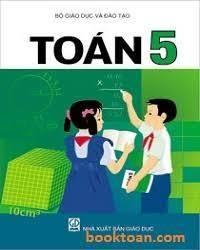 BỘ GIÁO DỤC VÀ ĐÀO TẠO
TOÁN 5
10cm³
NHÀ XUẤT BẢN GIÁO DỤC
booktoan.com